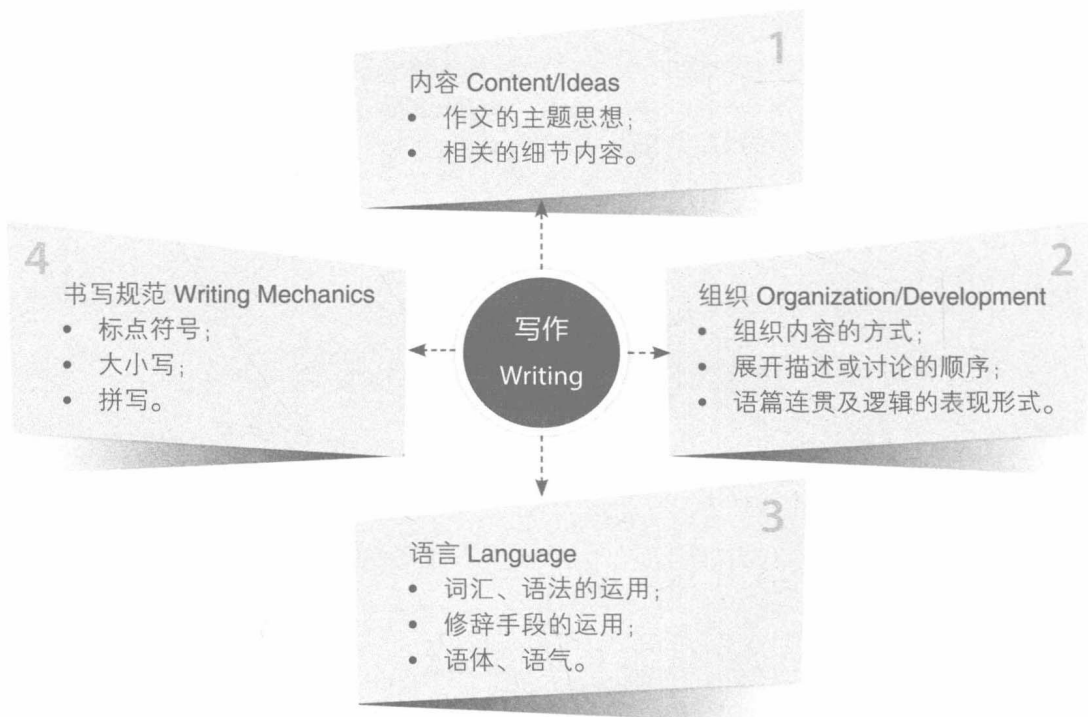 1
内容 Content/Ideas
• 作文的主题思想；
• 相关的细节内容。
4
书写规范 Writing Mechanics
• 标点符号；
• 大小写；
• 拼写。
写作
Writing
2
组织 Organization/Development
• 组织内容的方式；
• 展开描述或讨论的顺序；
• 语篇连贯及逻辑的表现形式。
3
语言 Language
• 词汇、语法的运用；
• 修辞手段的运用；
• 语体、语气。